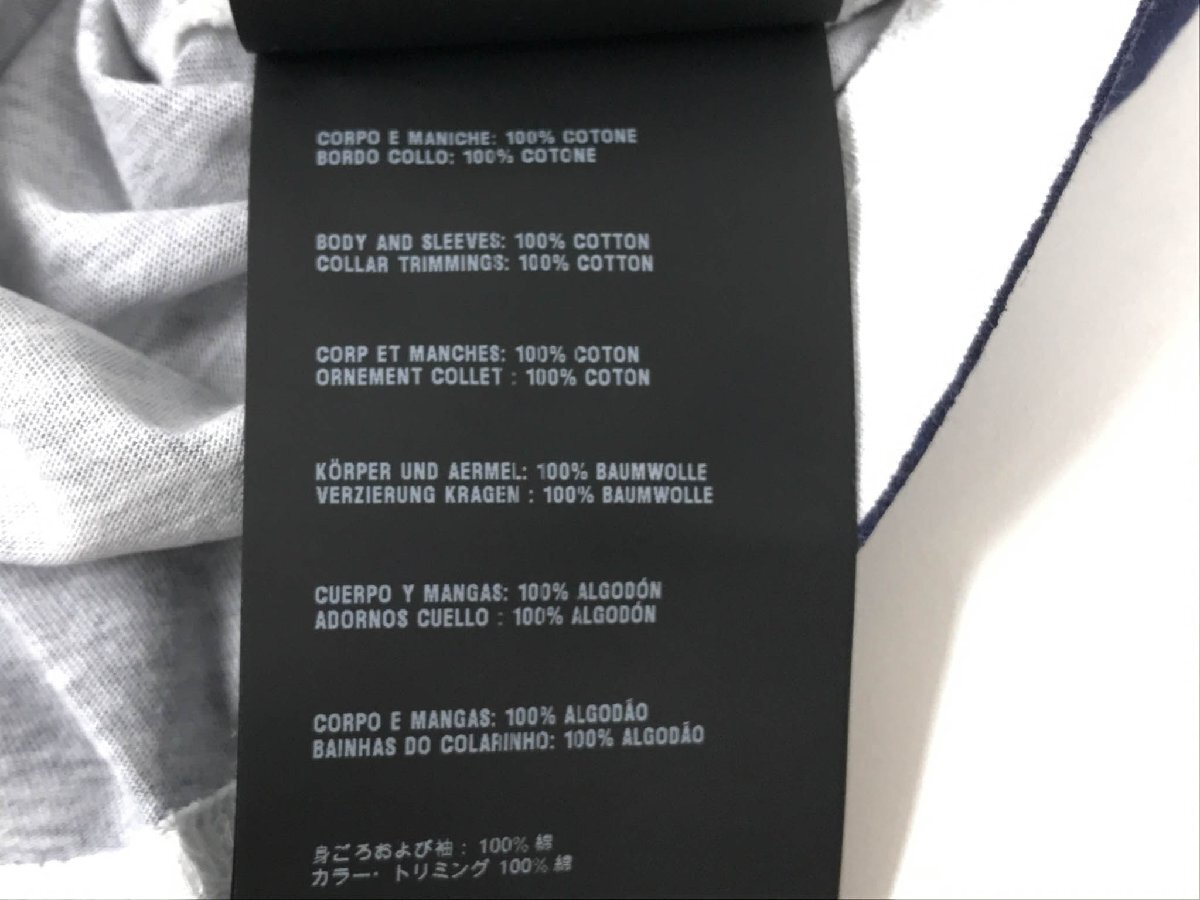 CORPO E MANICHE: 100% COTONE
BORDO COLLO: 100% COTONE
BODY AND SLEEVES: 100% COTTON
COLLAR TRIMMINGS: 100% COTTON
CORP ET MANCHES: 100% COTON
ORNEMENT COLLET : 100% COTON
KÖRPER UND AERMEL: 100% BAUMWOLLE
VERZIERUNG KRAGEN : 100% BAUMWOLLE
CUERPO Y MANGAS: 100% ALGODÓN
ADORNOS CUELLO : 100% ALGODÓN
CORPO E MANGAS: 100% ALGODÃO
BAINHAS DO COLARINHO: 100% ALGODÃO
身ごろおよび袖 : 100% 綿
カラー・トリミング 100% 綿